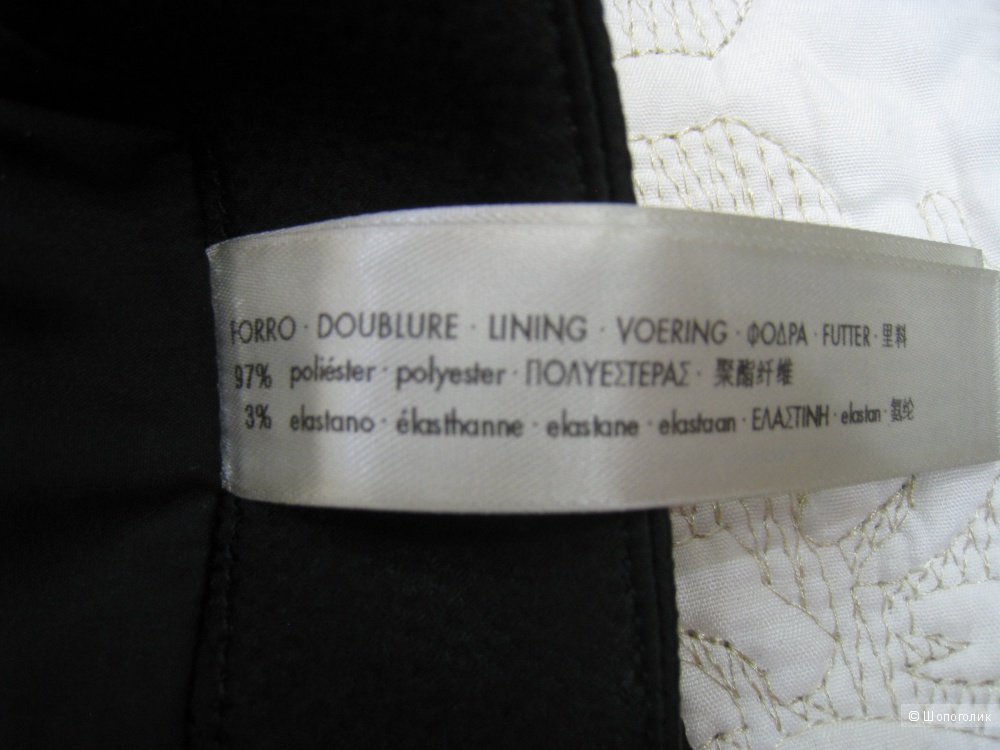 FORRO · DOUBLURE · LINING · VOERING · ΦΟΔΡΑ · FUTTER · 里料
97% poliéster · polyester · ΠΟΛΥΕΣΤΕΡΑΣ · 聚酯纤维
3% elastano · élasthanne · elastane · elastaan · ΕΛΑΣΤΙΝΗ · elastan · 氨纶
© Шопоголик